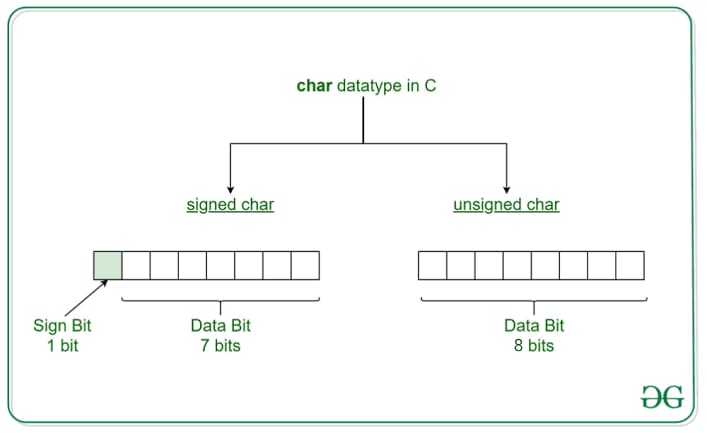 char datatype in C
signed char
unsigned char
Sign Bit
1 bit
Data Bit
7 bits
Data Bit
8 bits